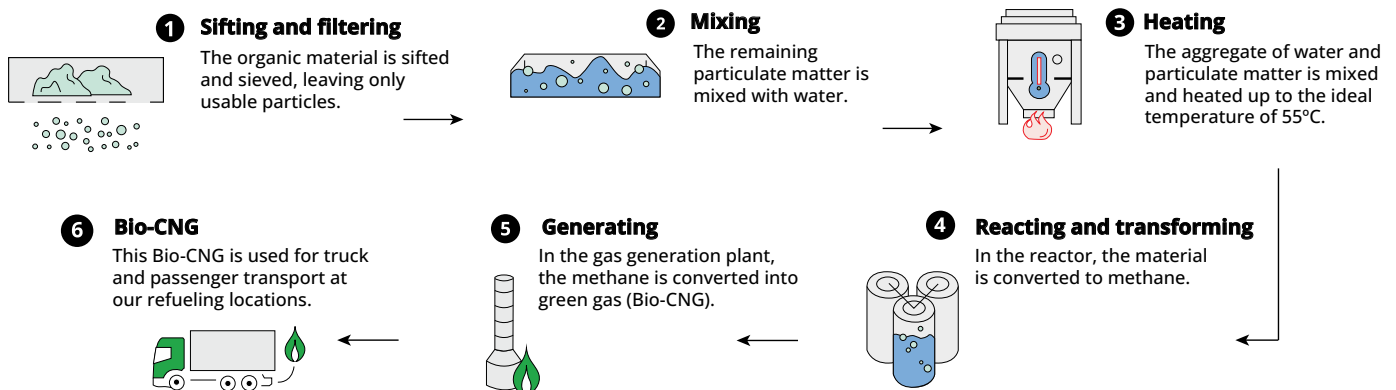 1 Sifting and filtering
The organic material is sifted
and sieved, leaving only
usable particles.
2 Mixing
The remaining
particulate matter is
mixed with water.
3 Heating
The aggregate of water and
particulate matter is mixed
and heated up to the ideal
temperature of 55ºC.
4 Reacting and transforming
In the reactor, the material
is converted to methane.
5 Generating
In the gas generation plant,
the methane is converted into
green gas (Bio-CNG).
6 Bio-CNG
This Bio-CNG is used for truck
and passenger transport at
our refueling locations.